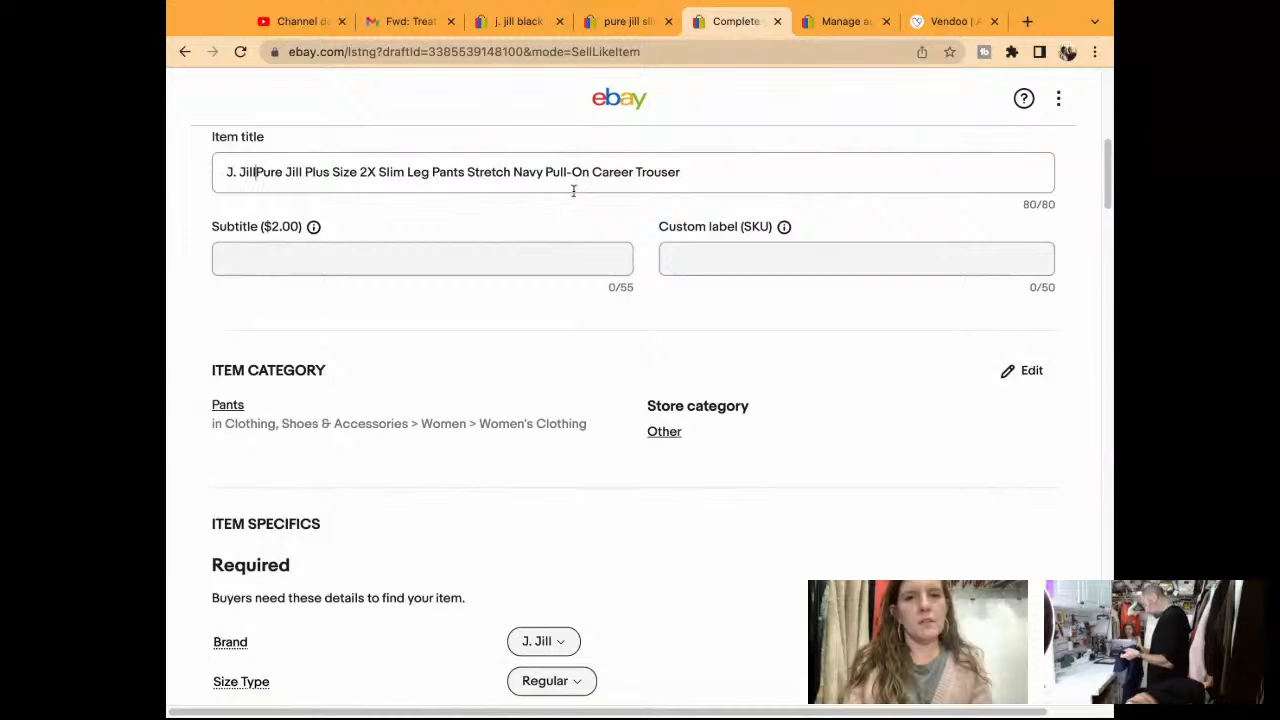 Channel da
Fwd: Treat
j. jill black
pure jill sli
Complete
Manage ac
Vendoo | A
ebay.com/lstng?draftId=3385539148100&mode=SellLikeItem
ebay
Item title
J. JillPure Jill Plus Size 2X Slim Leg Pants Stretch Navy Pull-On Career Trouser
80/80
Subtitle ($2.00)
Custom label (SKU)
0/55
0/50
ITEM CATEGORY
Edit
Pants
in Clothing, Shoes & Accessories > Women > Women's Clothing
Store category
Other
ITEM SPECIFICS
Required
Buyers need these details to find your item.
Brand
J. Jill
Size Type
Regular